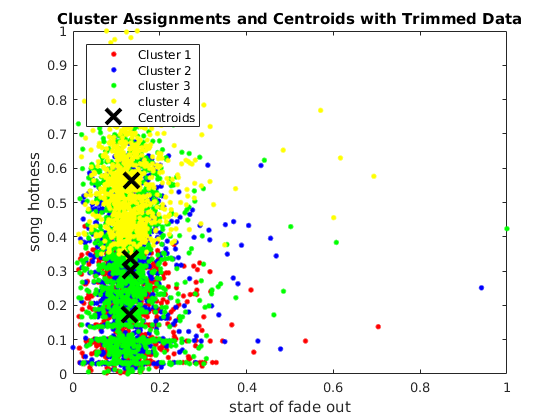 Cluster Assignments and Centroids with Trimmed Data
1
0.9
0.8
0.7
0.6
0.5
0.4
0.3
0.2
0.1
0
song hotness
Cluster 1
Cluster 2
cluster 3
cluster 4
Centroids
0 0.2 0.4 0.6 0.8 1
start of fade out